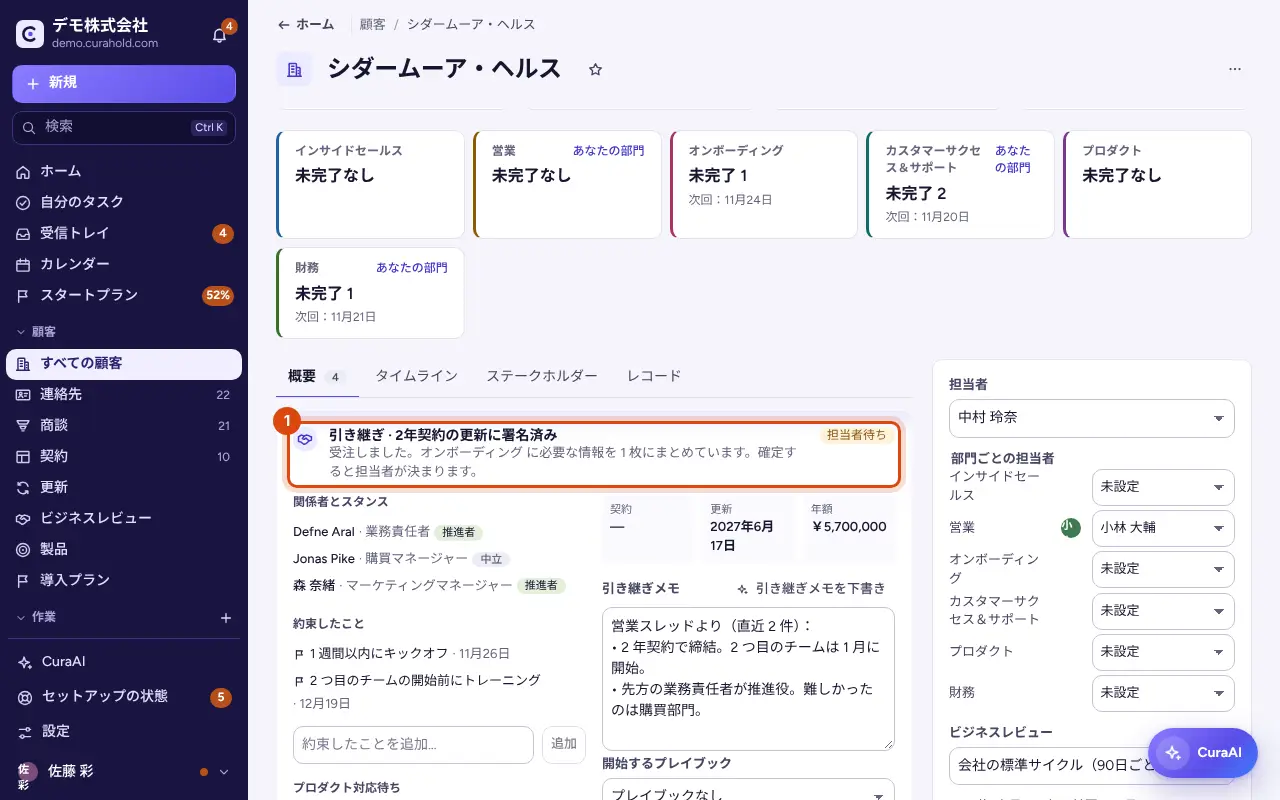 デモ株式会社
demo.curahold.com
4
新規
検索
Ctrl K
ホーム
自分のタスク
受信トレイ
4
カレンダー
スタートプラン
52%
顧客
すべての顧客
連絡先
22
商談
21
契約
10
更新
ビジネスレビュー
製品
導入プラン
作業
CuraAI
セットアップの状態
5
設定
佐彩
佐藤 彩
← ホーム
顧客 / シダームーア・ヘルス
シダームーア・ヘルス
インサイドセールス
未完了なし
営業
あなたの部門
未完了なし
オンボーディング
未完了 1
次回：11月24日
カスタマーサクセ
ス＆サポート
あなた
の部門
未完了 2
次回：11月20日
プロダクト
未完了なし
財務
あなたの部門
未完了 1
次回：11月21日
概要 4
タイムライン
ステークホルダー
レコード
1
引き継ぎ · 2年契約の更新に署名済み
担当者待ち
受注しました。オンボーディング に必要な情報を 1 枚にまとめています。確定す
ると担当者が決まります。
関係者とスタンス
Defne Aral · 業務責任者 推進者
Jonas Pike · 購買マネージャー 中立
森 奈緒 · マーケティングマネージャー 推進者
約束したこと
1 週間以内にキックオフ · 11月26日
2 つ目のチームの開始前にトレーニング
· 12月19日
約束したことを追加...
追加
プロダクト対応待ち
契約
—
更新
2027年6月
17日
年額
￥5,700,000
引き継ぎメモ
引き継ぎメモを下書き
営業スレッドより（直近 2 件）：
• 2 年契約で締結。2 つ目のチームは 1 月に
開始。
• 先方の業務責任者が推進役。難しかった
のは購買部門。
開始するプレイブック
プレイブックなし
担当者
中村 玲奈
部門ごとの担当者
インサイドセー
ルス
未設定
営業
小
小林 大輔
オンボーディン
グ
未設定
カスタマーサク
セス＆サポート
未設定
プロダクト
未設定
財務
未設定
ビジネスレビュー
会社の標準サイクル（90日ごと
CuraAI